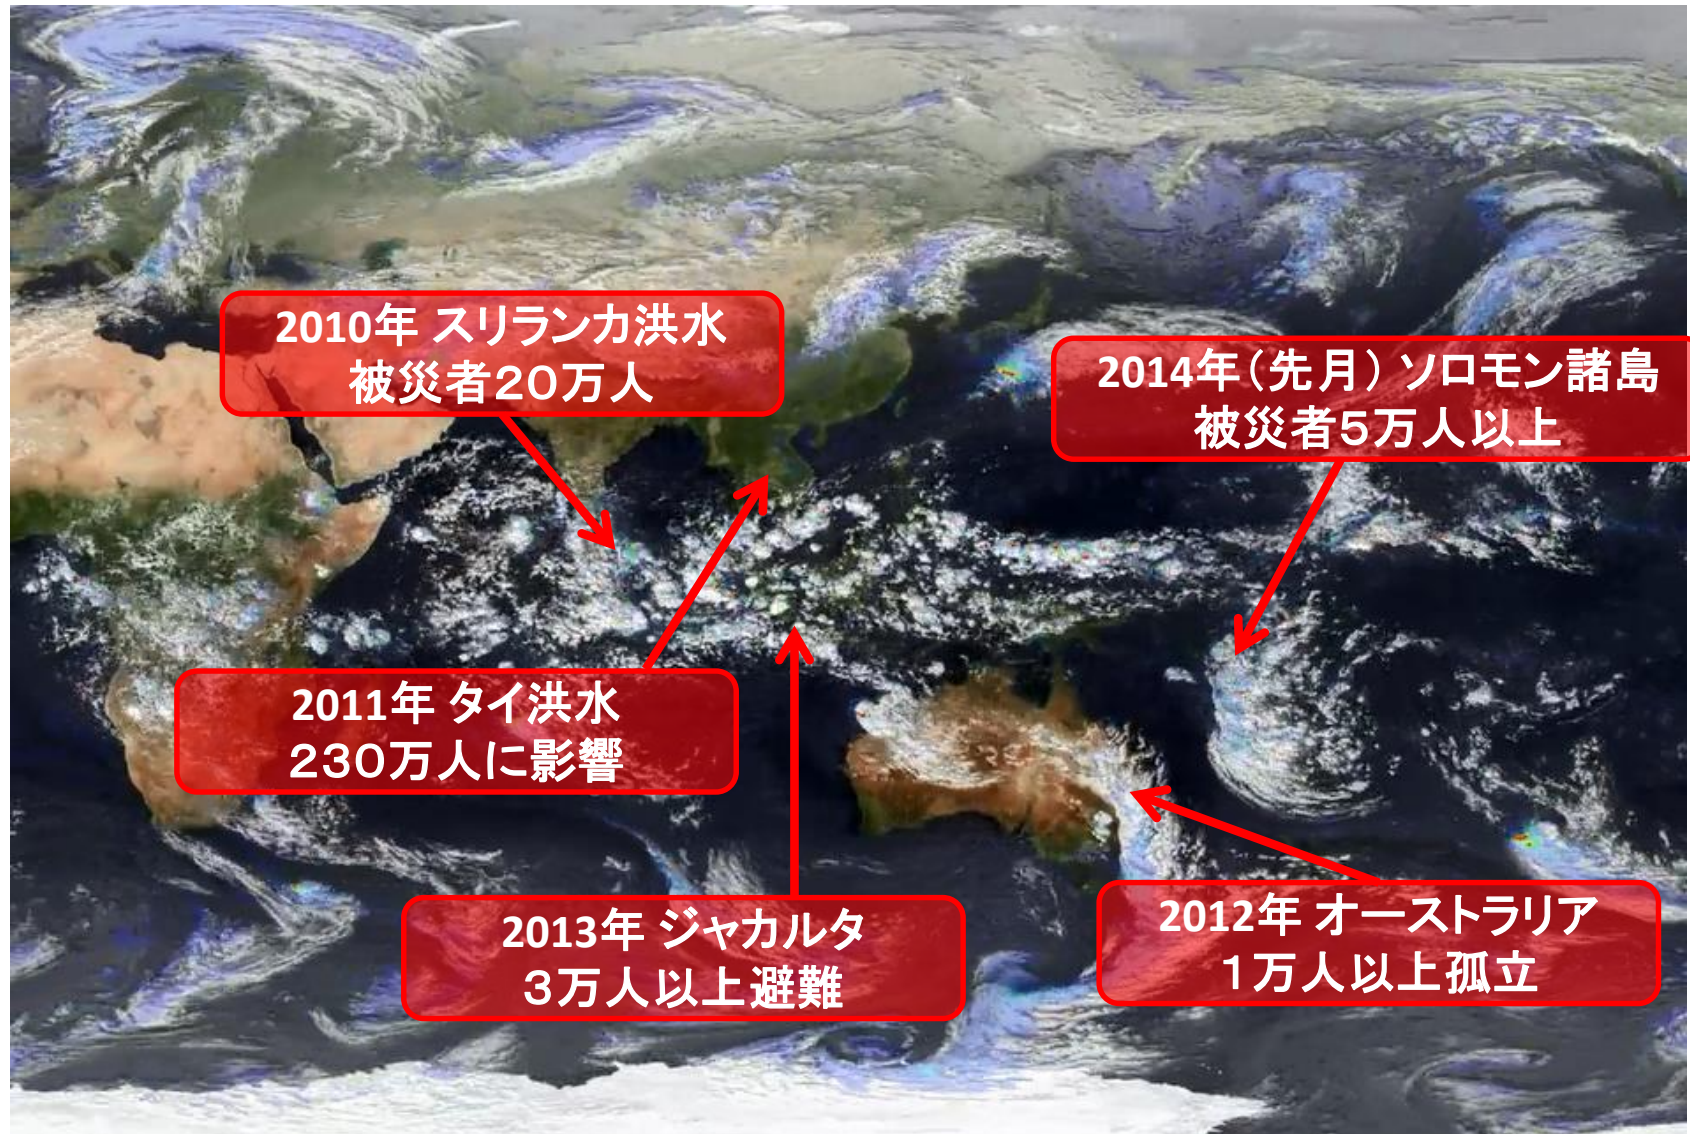 2010年 スリランカ洪水
被災者20万人
2014年（先月） ソロモン諸島
被災者5万人以上
2011年 タイ洪水
230万人に影響
2013年 ジャカルタ
3万人以上避難
2012年 オーストラリア
1万人以上孤立